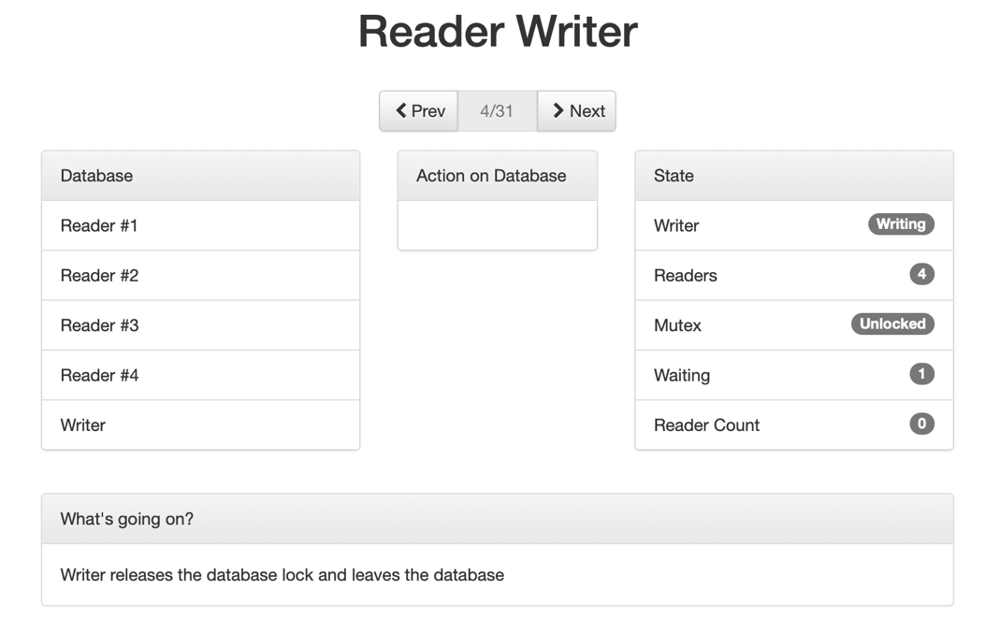 Reader Writer
Prev 4/31 Next
Database
Reader #1
Reader #2
Reader #3
Reader #4
Writer
Action on Database
State
Writer Writing
Readers 4
Mutex Unlocked
Waiting 1
Reader Count 0
What's going on?
Writer releases the database lock and leaves the database